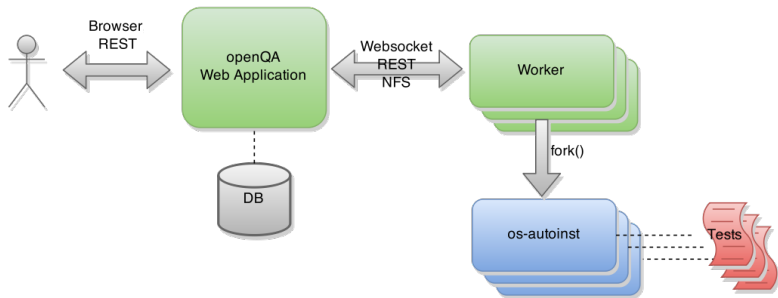 Browser
REST
openQA
Web Application
Websocket
REST
NFS
Worker
fork()
DB
os-autoinst
Tests